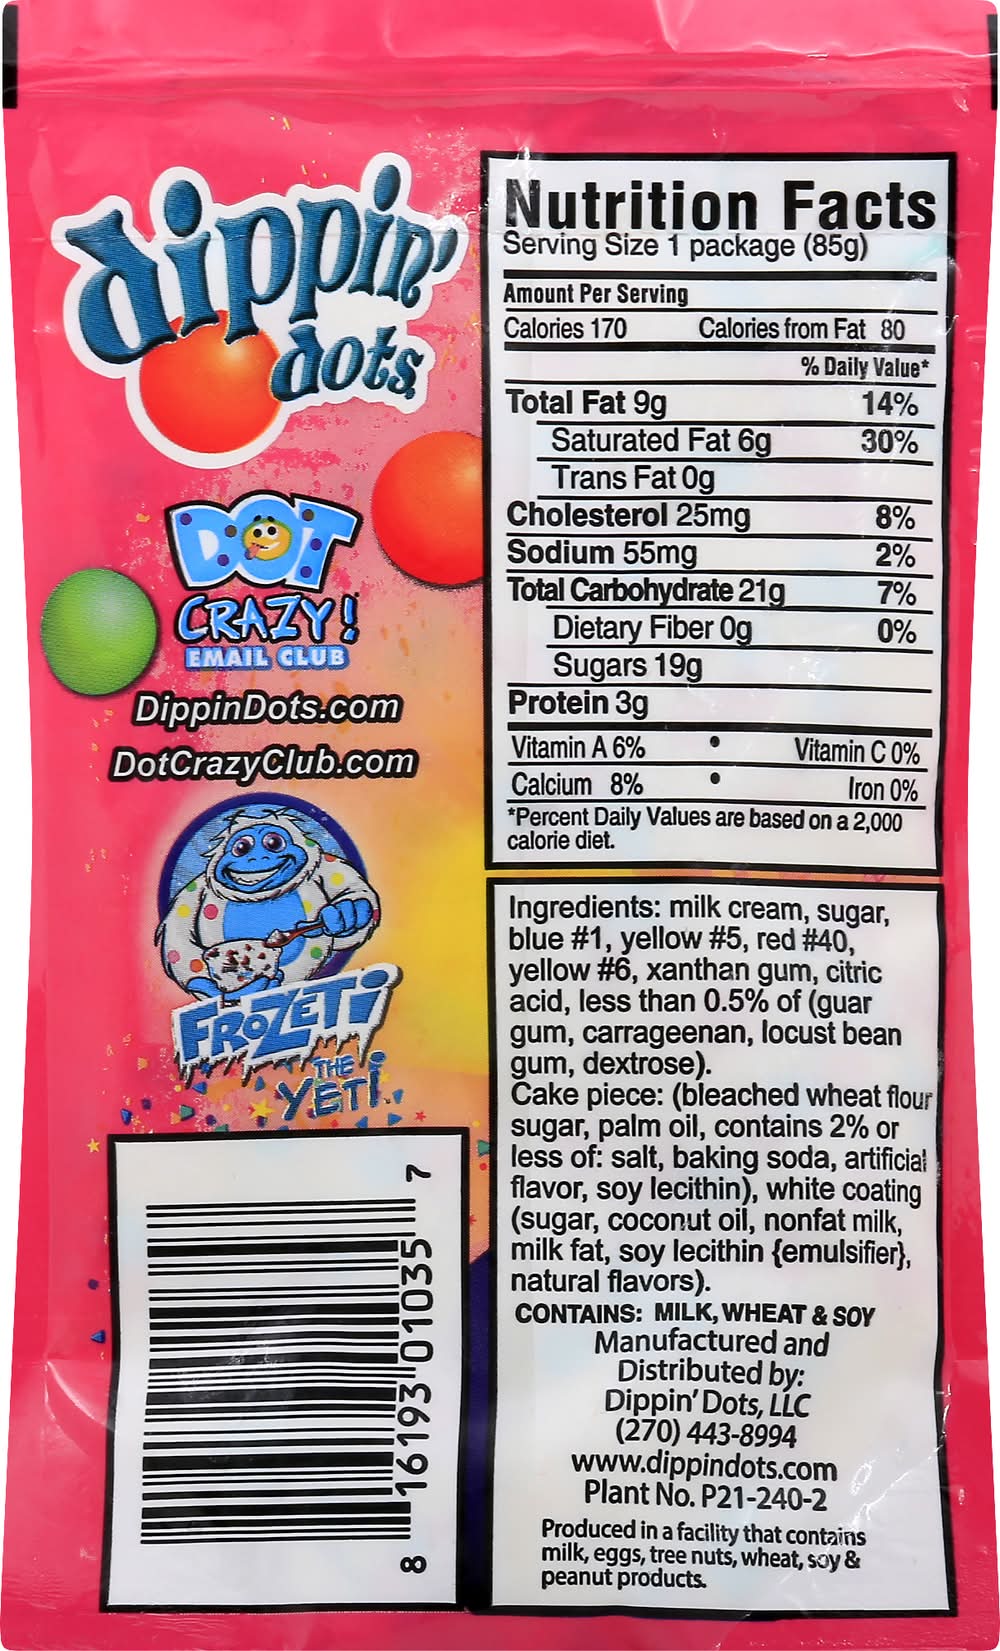 dippin'
dots
DOT
CRAZY!
EMAIL CLUB
DippinDots.com
DotCrazyClub.com
FROZETI
THE
YETI
8 16193 01035 7
Nutrition Facts
Serving Size 1 package (85g)
Amount Per Serving
Calories 170 Calories from Fat 80
% Daily Value*
Total Fat 9g 14%
Saturated Fat 6g 30%
Trans Fat 0g
Cholesterol 25mg 8%
Sodium 55mg 2%
Total Carbohydrate 21g 7%
Dietary Fiber 0g 0%
Sugars 19g
Protein 3g
Vitamin A 6% • Vitamin C 0%
Calcium 8% • Iron 0%
*Percent Daily Values are based on a 2,000
calorie diet.
Ingredients: milk cream, sugar,
blue #1, yellow #5, red #40,
yellow #6, xanthan gum, citric
acid, less than 0.5% of (guar
gum, carrageenan, locust bean
gum, dextrose).
Cake piece: (bleached wheat flour
sugar, palm oil, contains 2% or
less of: salt, baking soda, artificial
flavor, soy lecithin), white coating
(sugar, coconut oil, nonfat milk,
milk fat, soy lecithin {emulsifier},
natural flavors).
CONTAINS: MILK, WHEAT & SOY
Manufactured and
Distributed by:
Dippin' Dots, LLC
(270) 443-8994
www.dippindots.com
Plant No. P21-240-2
Produced in a facility that contains
milk, eggs, tree nuts, wheat, soy &
peanut products.